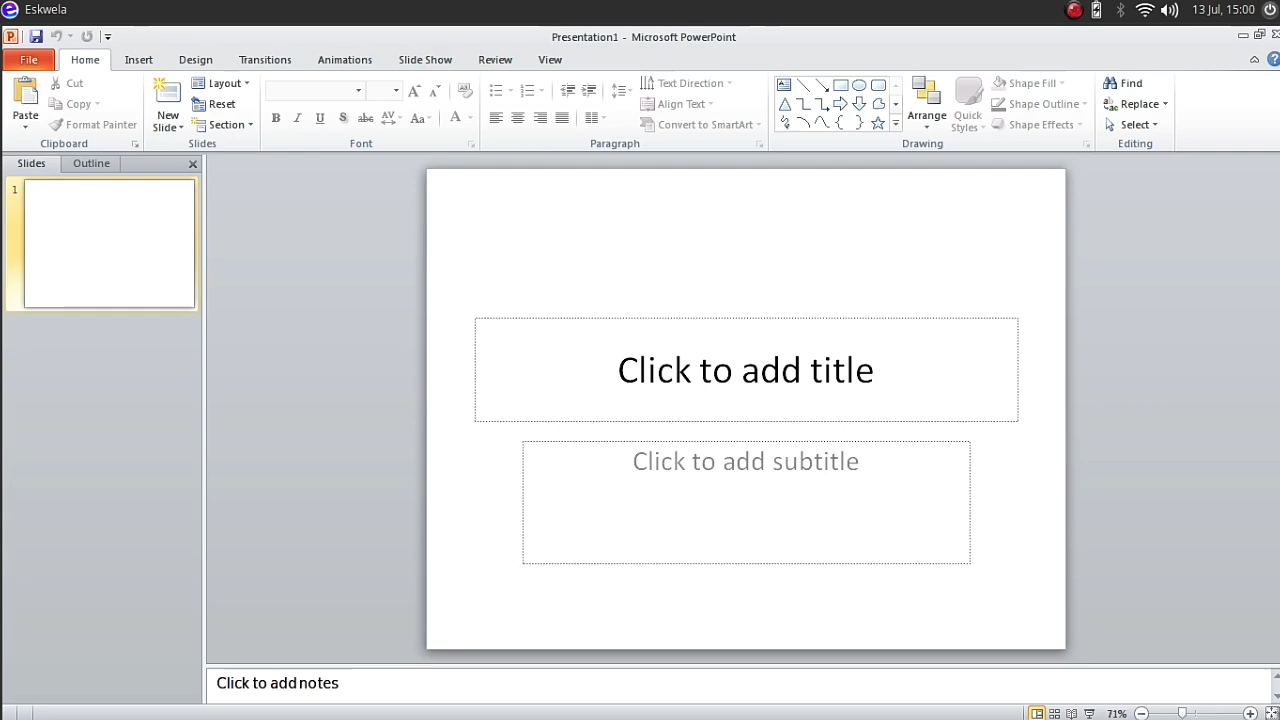 Eskwela
13 Jul, 15:00
Presentation1 - Microsoft PowerPoint
File Home Insert Design Transitions Animations Slide Show Review View
Paste
Cut
Copy
Format Painter
Clipboard
New
Slide
Layout
Reset
Section
Slides
B I U S abc AV Aa A
Font
Text Direction
Align Text
Convert to SmartArt
Paragraph
Arrange
Quick
Styles
Shape Fill
Shape Outline
Shape Effects
Drawing
Find
Replace
Select
Editing
Slides Outline
1
Click to add title
Click to add subtitle
Click to add notes
71%